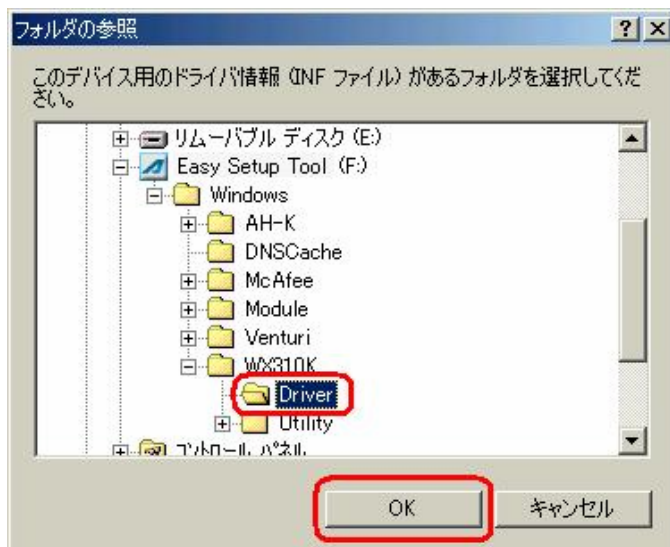 フォルダの参照
このデバイス用のドライバ情報 (INF ファイル) があるフォルダを選択してくだ
さい。
リムーバブル ディスク (E:)
Easy Setup Tool (F:)
Windows
AH-K
DNSCache
McAfee
Module
Venturi
WX310K
Driver
Utility
コントロール パネル
OK
キャンセル